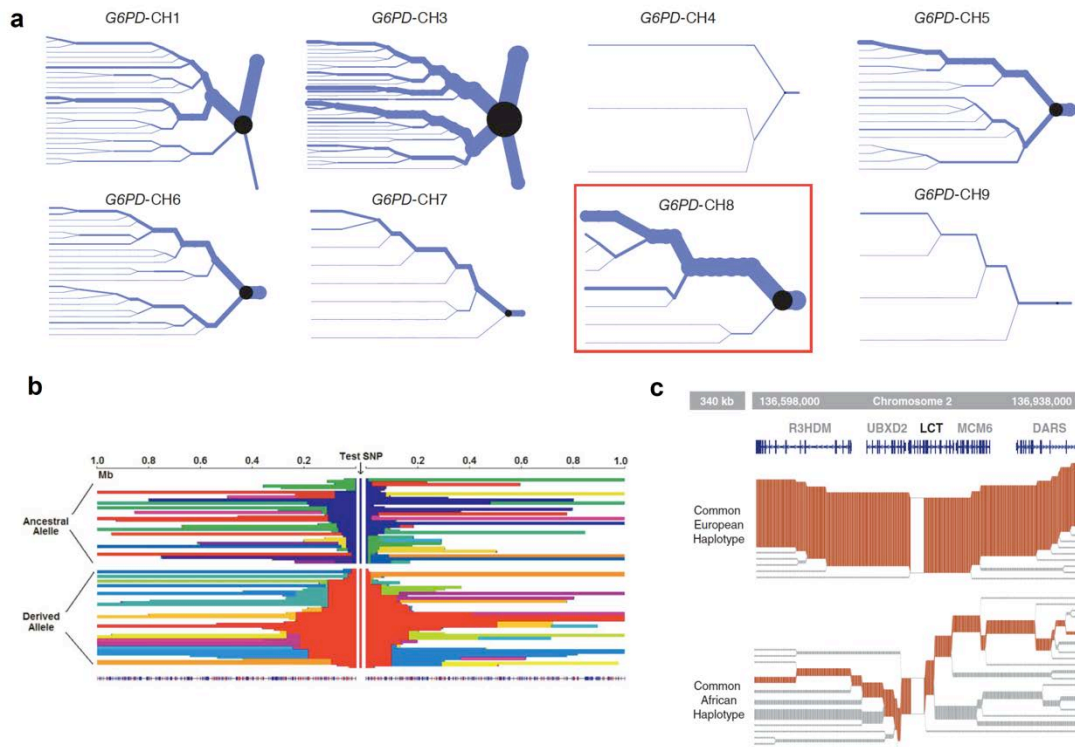 a
G6PD-CH1 G6PD-CH3 G6PD-CH4 G6PD-CH5
G6PD-CH6 G6PD-CH7 G6PD-CH8 G6PD-CH9
b
Test SNP
1.0 0.8 0.6 0.4 0.2 0.2 0.4 0.6 0.8 1.0
Mb
Ancestral
Alelle
Derived
Allele
c
340 kb 136,598,000 Chromosome 2 136,938,000
R3HDM UBXD2 LCT MCM6 DARS
Common
European
Haplotype
Common
African
Haplotype